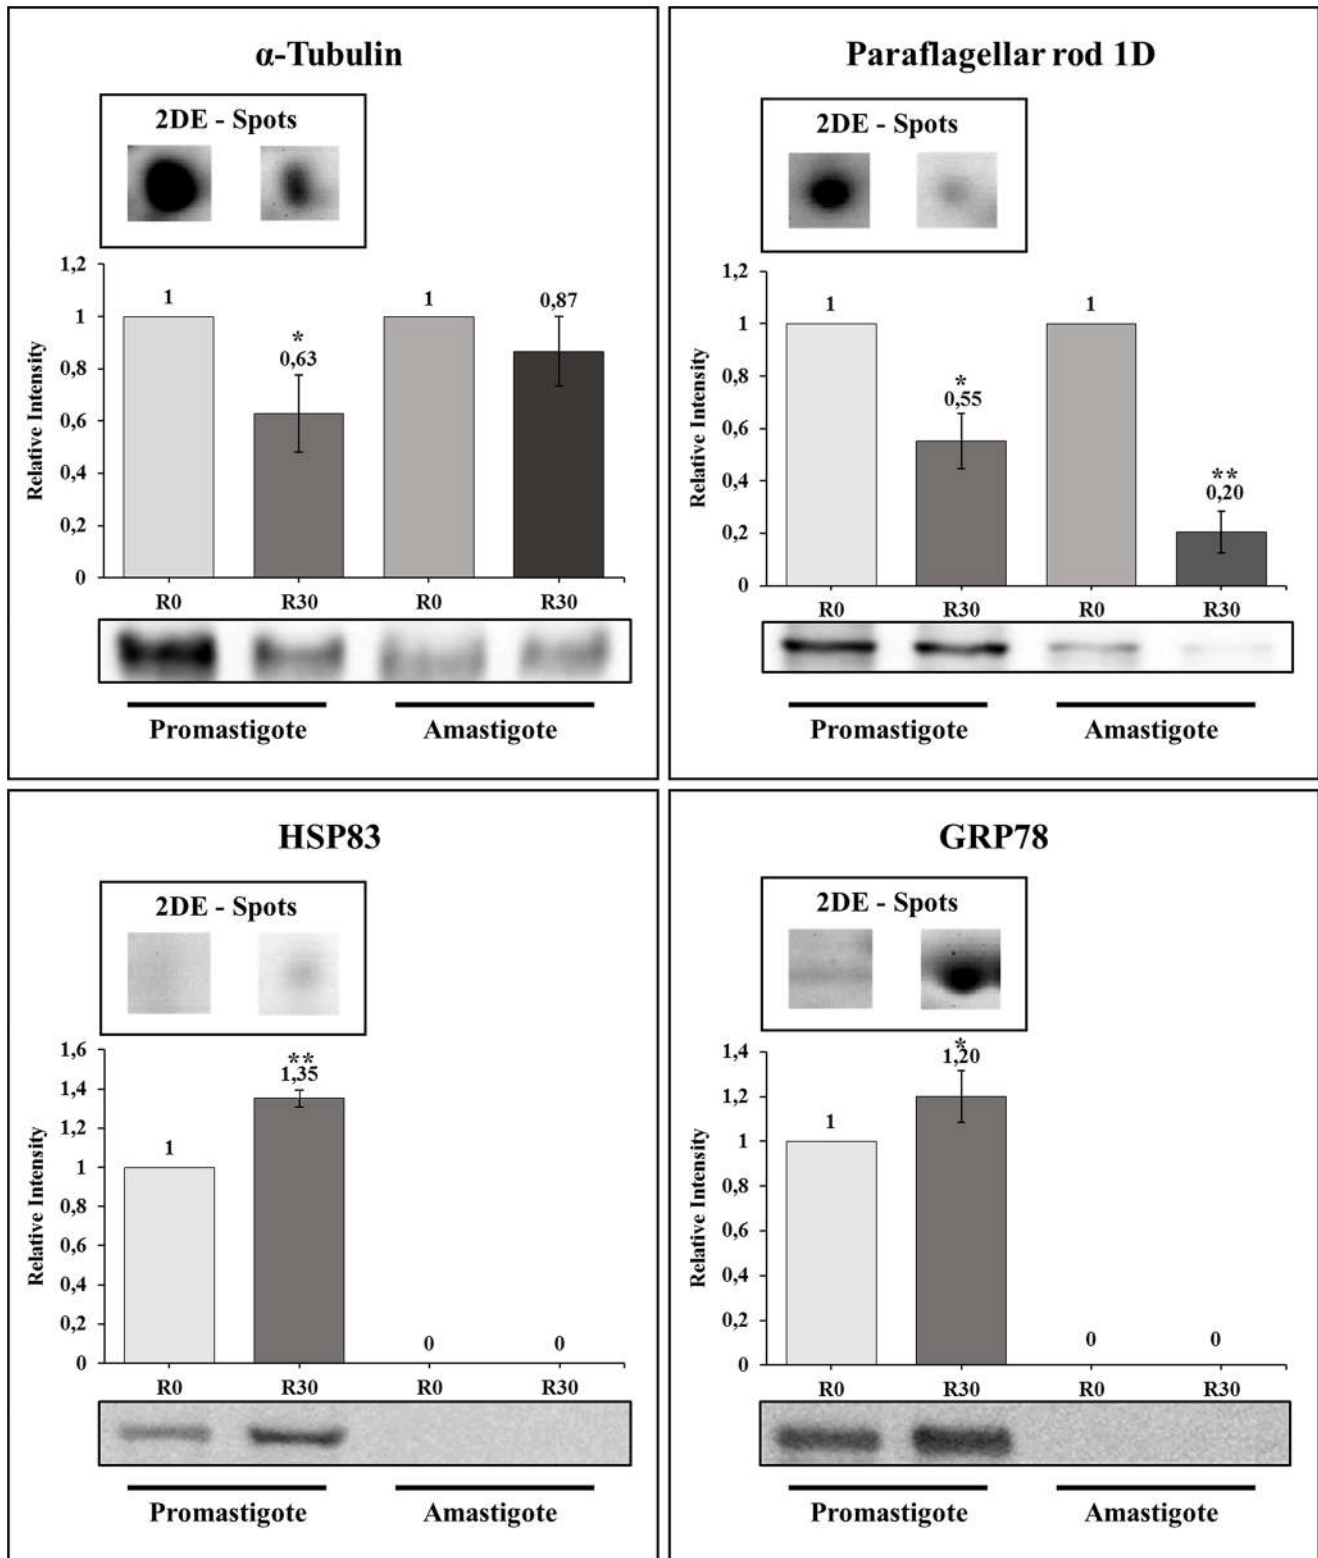 α-Tubulin
2DE - Spots
1,2
1
0,8
0,6
0,4
0,2
0
Relative Intensity
1
*
0,63
1
0,87
R0 R30 R0 R30
Promastigote Amastigote
Paraflagellar rod 1D
2DE - Spots
1,2
1
0,8
0,6
0,4
0,2
0
Relative Intensity
1
*
0,55
1
**
0,20
R0 R30 R0 R30
Promastigote Amastigote
HSP83
2DE - Spots
1,6
1,4
1,2
1
0,8
0,6
0,4
0,2
0
Relative Intensity
1
**
1,35
0
0
R0 R30 R0 R30
Promastigote Amastigote
GRP78
2DE - Spots
1,4
1,2
1
0,8
0,6
0,4
0,2
0
Relative Intensity
1
*
1,20
0
0
R0 R30 R0 R30
Promastigote Amastigote